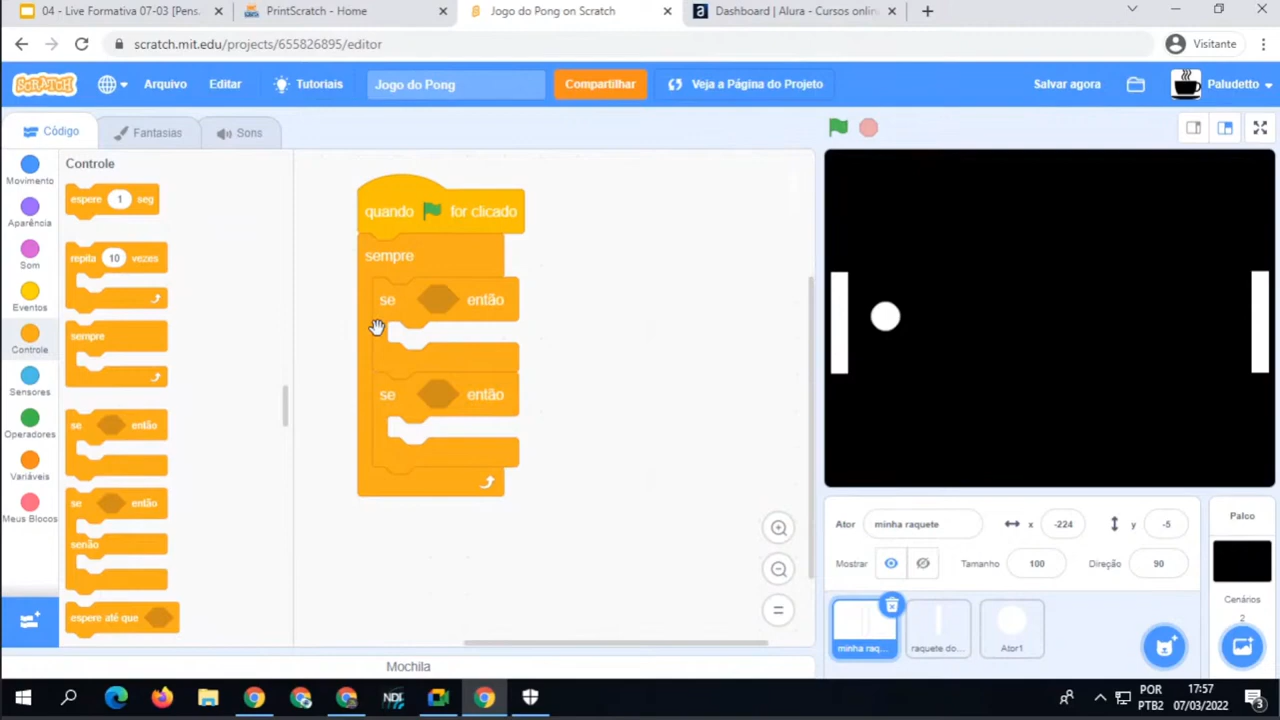 04 - Live Formativa 07-03 [Pens.
PrintScratch - Home
Jogo do Pong on Scratch
Dashboard | Alura - Cursos onlin
scratch.mit.edu/projects/655826895/editor
Visitante
SCRATCH
Arquivo
Editar
Tutoriais
Jogo do Pong
Compartilhar
Veja a Página do Projeto
Salvar agora
Paludetto
Código
Fantasias
Sons
Movimento
Aparência
Som
Eventos
Controle
Sensores
Operadores
Variáveis
Meus Blocos
Controle
espere 1 seg
repita 10 vezes
sempre
se então
se então
senão
espere até que
quando for clicado
sempre
se então
se então
Ator minha raquete x -224 y -5
Mostrar Tamanho 100 Direção 90
minha raq...
raquete do...
Ator1
Palco
Cenários
2
Mochila
NDI
POR
PTB2
17:57
07/03/2022
3